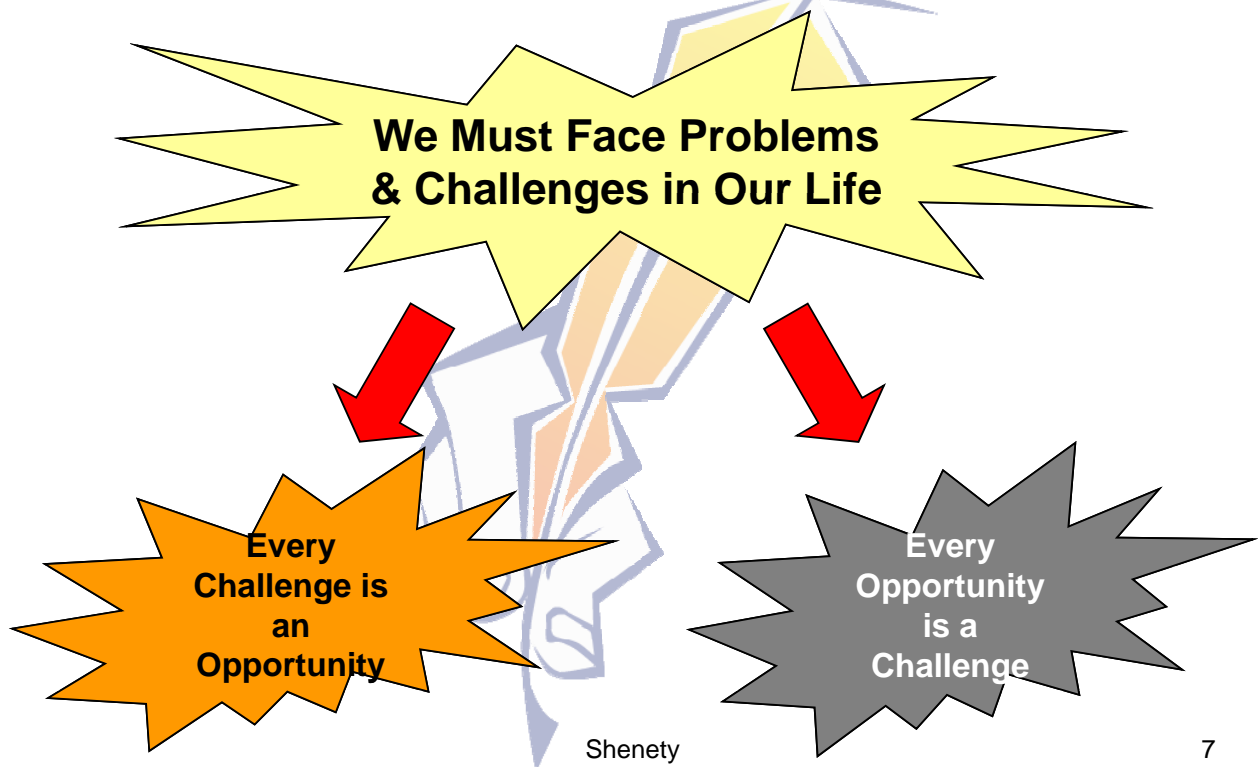 We Must Face Problems
& Challenges in Our Life
Every
Challenge is
an
Opportunity
Every
Opportunity
is a
Challenge
Shenety
7